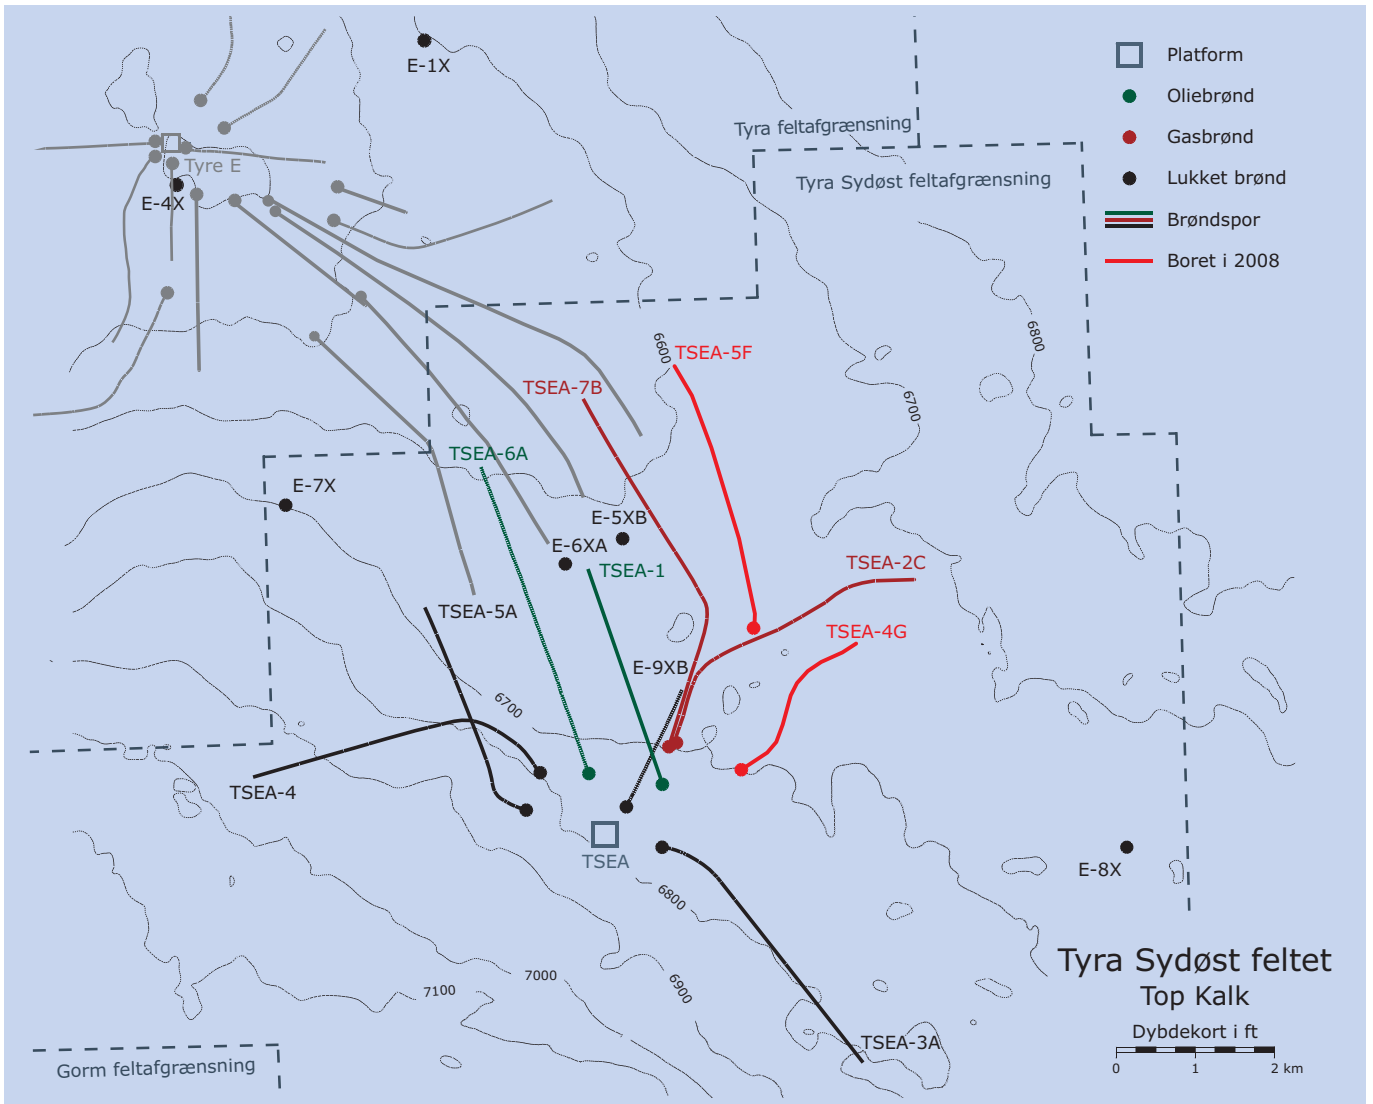 E-1X
Platform
Oliebrønd
Gasbrønd
Lukket brønd
Brøndspor
Boret i 2008
Tyra feltafgrænsning
Tyra Sydøst feltafgrænsning
Tyre E
E-4X
6600
6800
TSEA-5F
TSEA-7B
6700
TSEA-6A
E-7X
E-5XB
E-6XA
TSEA-1
TSEA-2C
TSEA-5A
TSEA-4G
E-9XB
6700
TSEA-4
TSEA
E-8X
6800
7000
6900
7100
TSEA-3A
Tyra Sydøst feltet
Top Kalk
Dybdekort i ft
0 1 2 km
Gorm feltafgrænsning